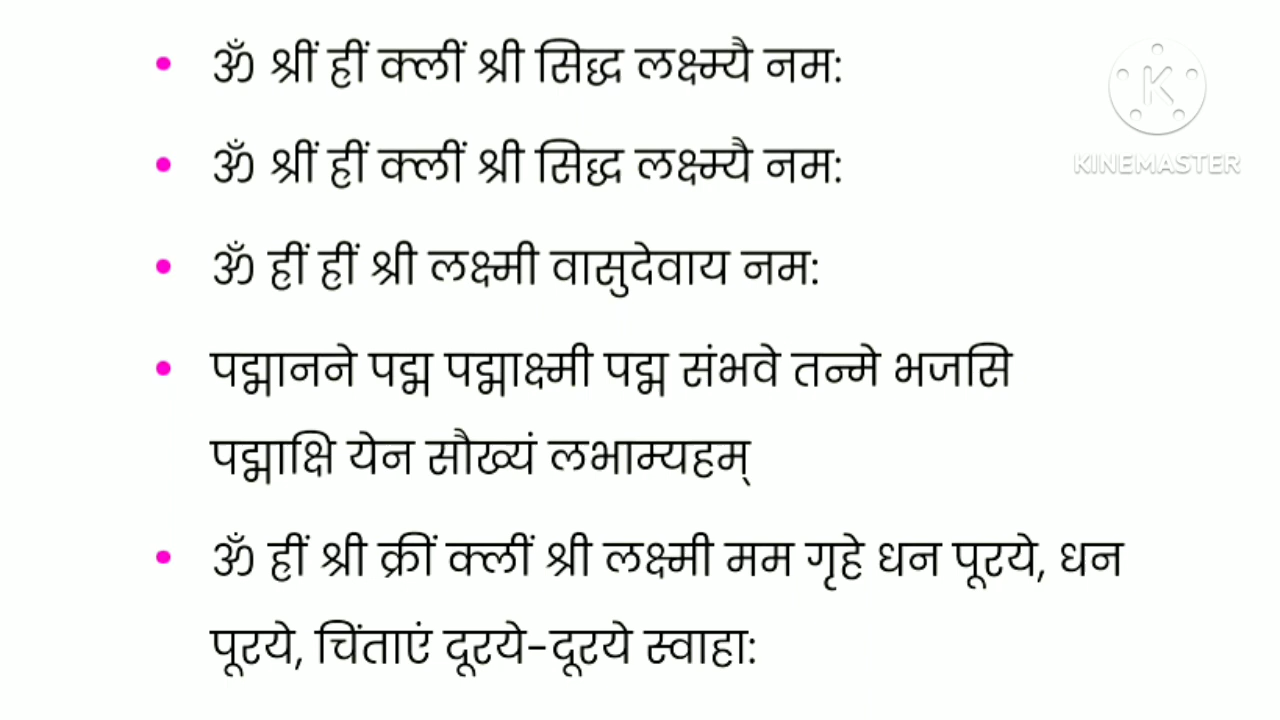 • ॐ श्रीं ह्रीं क्लीं श्री सिद्ध लक्ष्म्यै नम:
• ॐ श्रीं ह्रीं क्लीं श्री सिद्ध लक्ष्म्यै नम:
• ॐ ह्रीं ह्रीं श्री लक्ष्मी वासुदेवाय नम:
• पद्मानने पद्म पद्माक्ष्मी पद्म संभवे तन्मे भजसि
पद्माक्षि येन सौख्यं लभाम्यहम्
• ॐ ह्रीं श्री क्रीं क्लीं श्री लक्ष्मी मम गृहे धन पूरये, धन
पूरये, चिंताएं दूरये-दूरये स्वाहा:
K
KINEMASTER